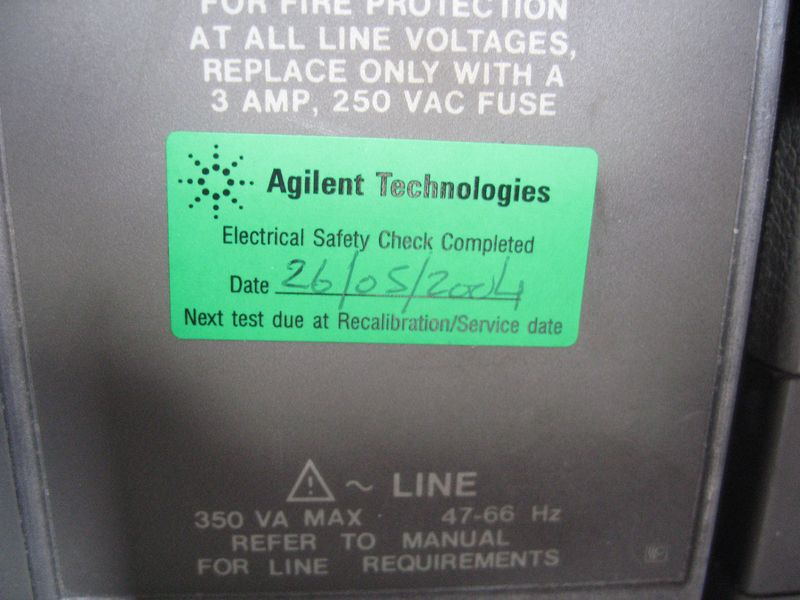 FOR FIRE PROTECTION
AT ALL LINE VOLTAGES,
REPLACE ONLY WITH A
3 AMP, 250 VAC FUSE
Agilent Technologies
Electrical Safety Check Completed
Date 26/05/2004
Next test due at Recalibration/Service date
~ LINE
350 VA MAX 47-66 Hz
REFER TO MANUAL
FOR LINE REQUIREMENTS